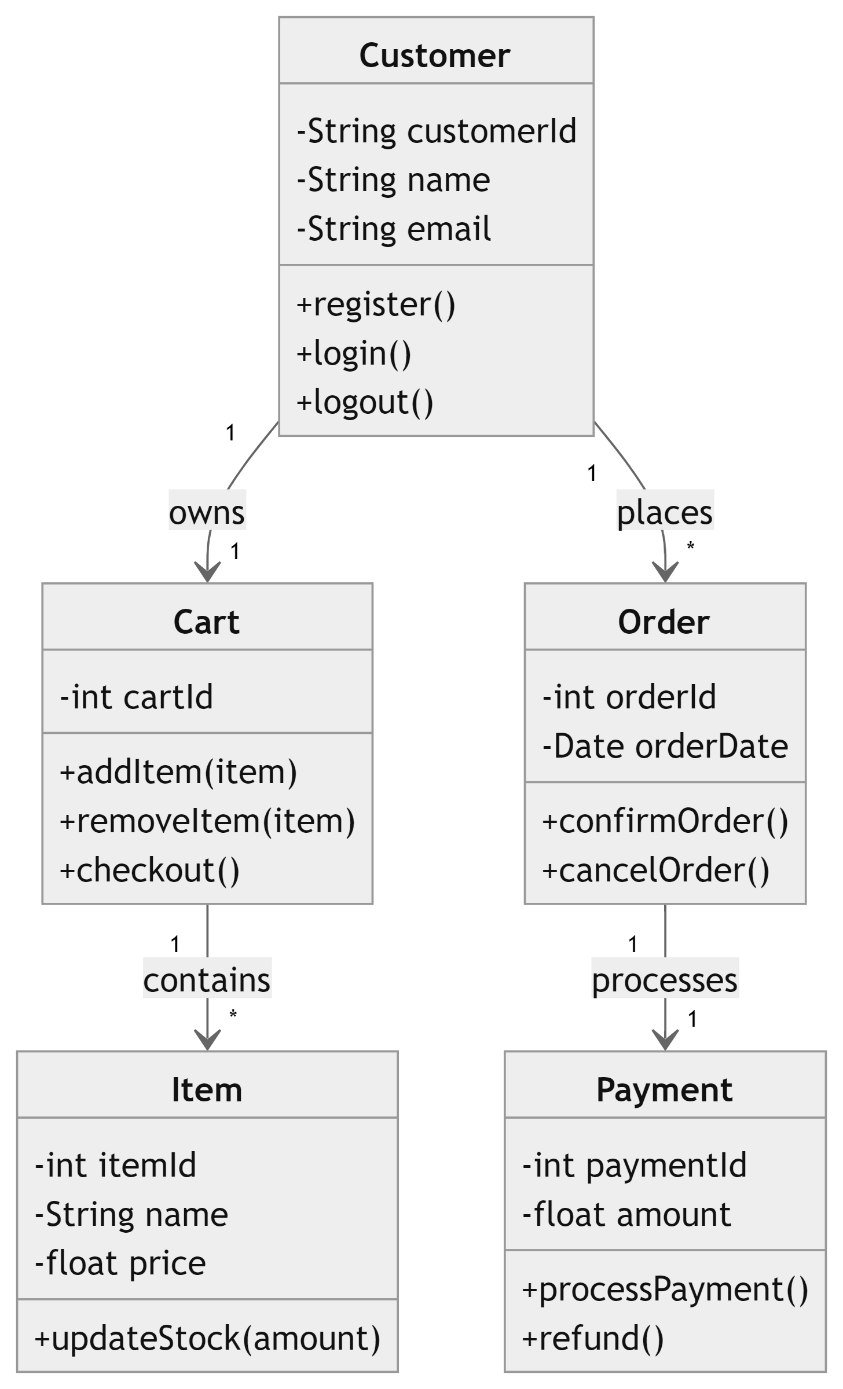 Customer
-String customerId
-String name
-String email
+register()
+login()
+logout()
1
1
owns
places
1
*
Cart
-int cartId
+addItem(item)
+removeItem(item)
+checkout()
Order
-int orderId
-Date orderDate
+confirmOrder()
+cancelOrder()
1
contains
*
1
processes
1
Item
-int itemId
-String name
-float price
+updateStock(amount)
Payment
-int paymentId
-float amount
+processPayment()
+refund()